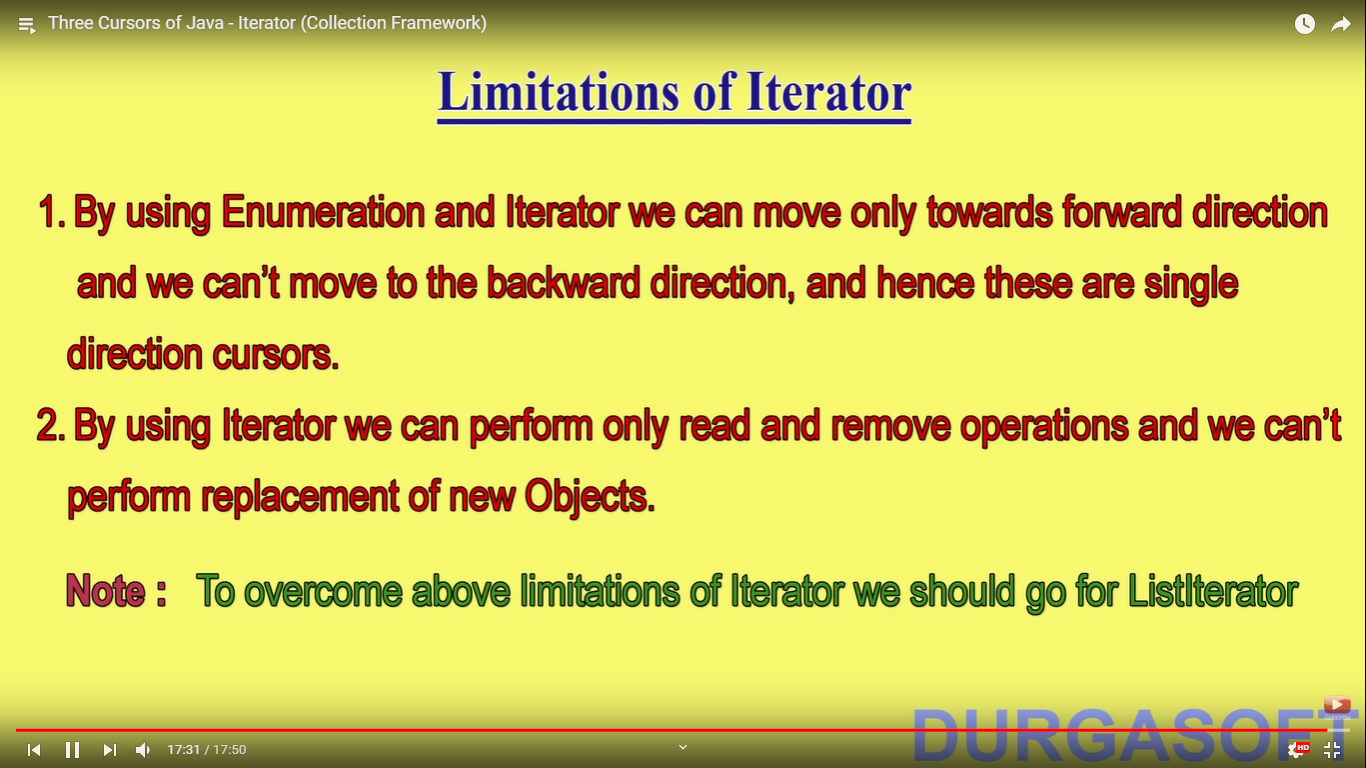 Three Cursors of Java - Iterator (Collection Framework)
Limitations of Iterator
1. By using Enumeration and Iterator we can move only towards forward direction
and we can’t move to the backward direction, and hence these are single
direction cursors.
2. By using Iterator we can perform only read and remove operations and we can’t
perform replacement of new Objects.
Note : To overcome above limitations of Iterator we should go for ListIterator
Subscribe
DURGASOFT
17:31 / 17:50
HD